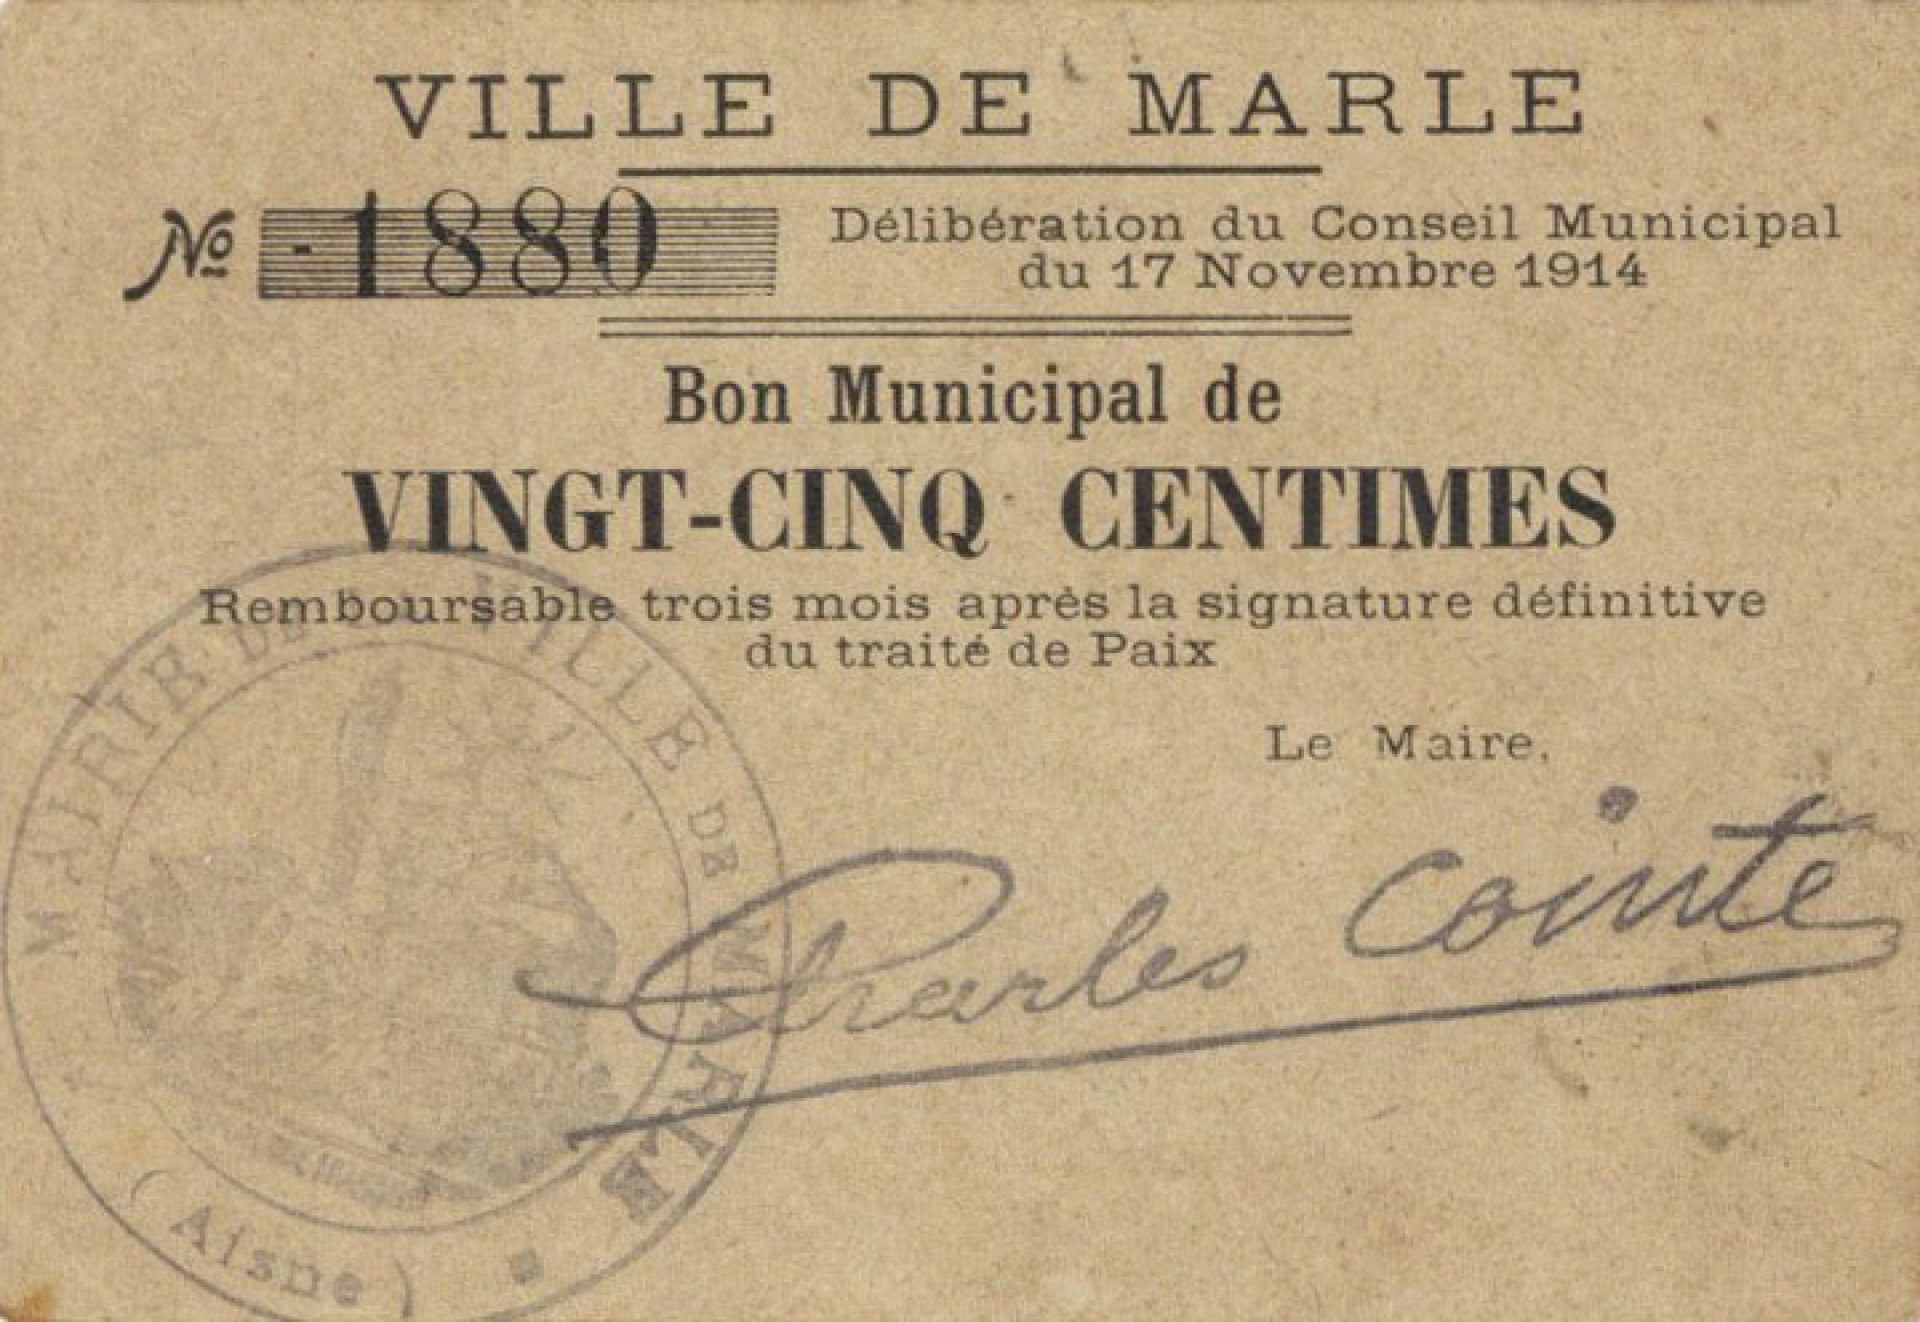 VILLE DE MARLE
No - 1880
Délibération du Conseil Municipal
du 17 Novembre 1914
Bon Municipal de
VINGT-CINQ CENTIMES
Remboursable trois mois après la signature définitive
du traité de Paix
Le Maire,
Charles Cointe
MAIRIE DE LA VILLE DE MARLE
(Aisne)